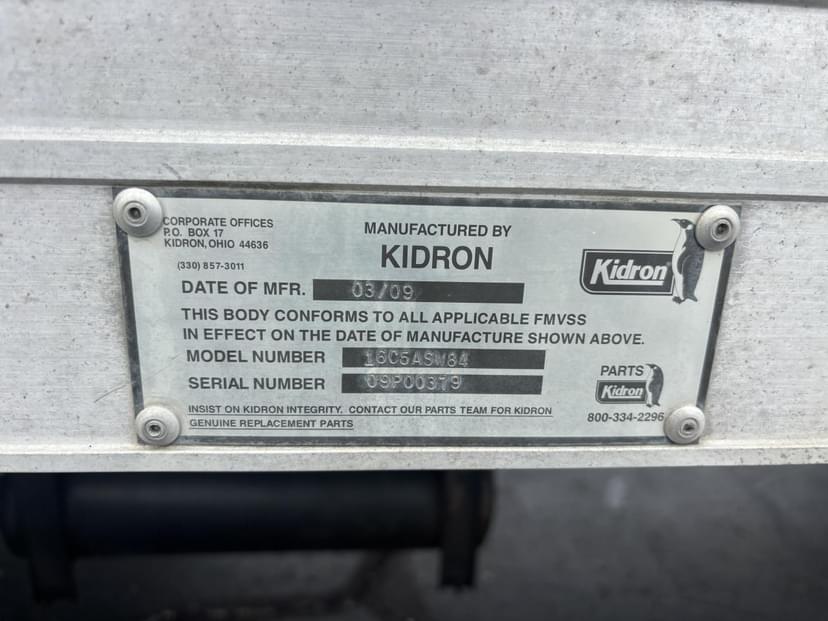 CORPORATE OFFICES
P.O. BOX 17
KIDRON, OHIO 44636
(330) 857-3011
MANUFACTURED BY
KIDRON
Kidron
DATE OF MFR. 03/09
THIS BODY CONFORMS TO ALL APPLICABLE FMVSS
IN EFFECT ON THE DATE OF MANUFACTURE SHOWN ABOVE.
MODEL NUMBER 16C5ASW84
SERIAL NUMBER 09P00379
PARTS
Kidron
800-334-2296
INSIST ON KIDRON INTEGRITY. CONTACT OUR PARTS TEAM FOR KIDRON
GENUINE REPLACEMENT PARTS